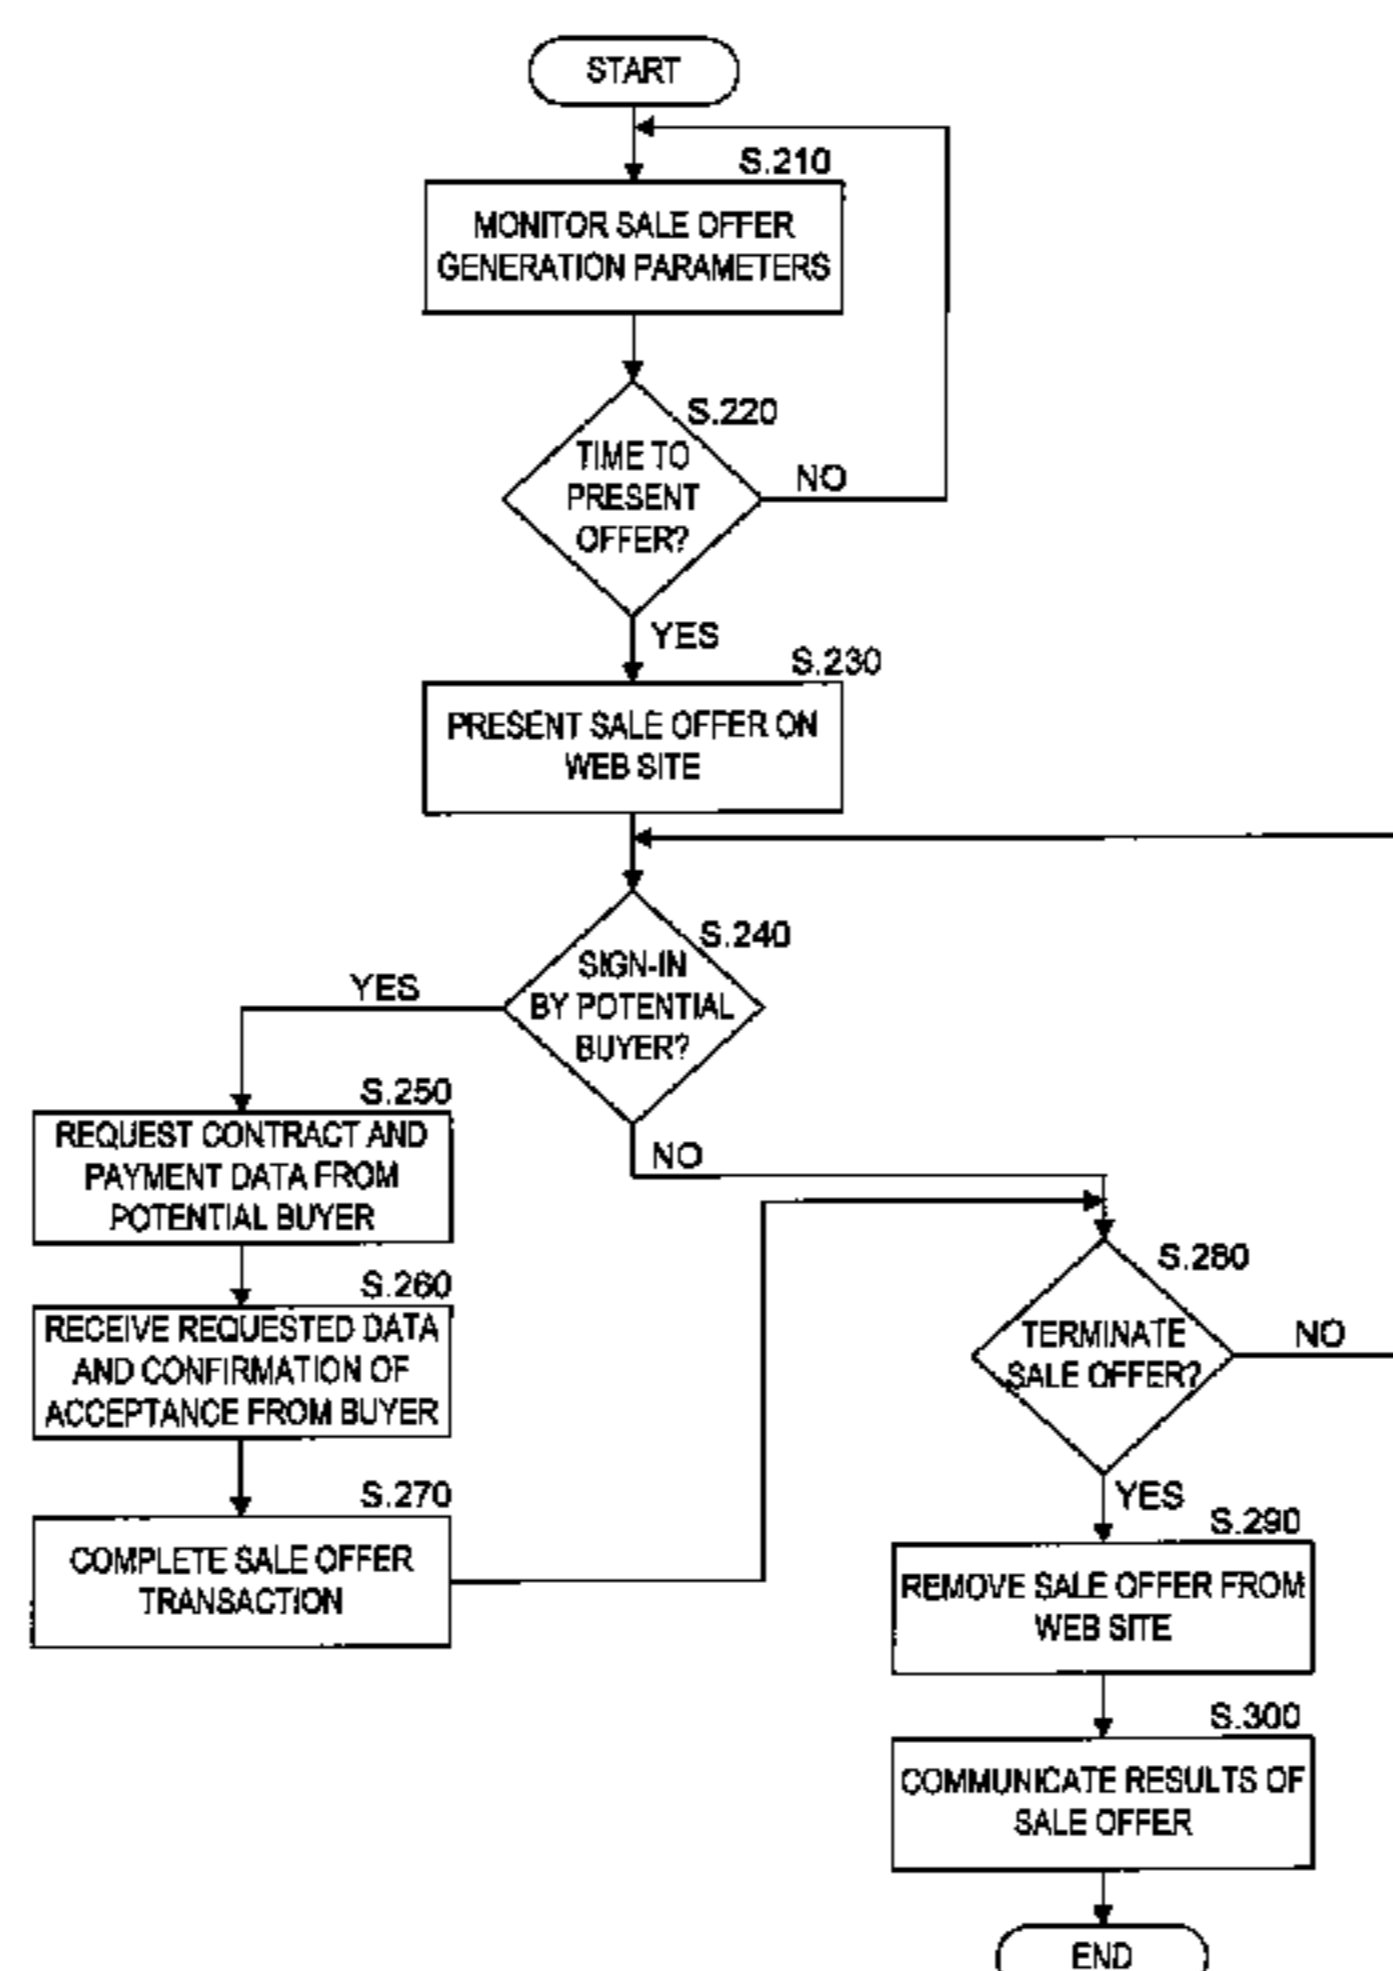 START
S.210
MONITOR SALE OFFER
GENERATION PARAMETERS
S.220
TIME TO
PRESENT
OFFER?
NO
YES
S.230
PRESENT SALE OFFER ON
WEB SITE
S.240
SIGN-IN
BY POTENTIAL
BUYER?
YES
NO
S.250
REQUEST CONTRACT AND
PAYMENT DATA FROM
POTENTIAL BUYER
S.260
RECEIVE REQUESTED DATA
AND CONFIRMATION OF
ACCEPTANCE FROM BUYER
S.270
COMPLETE SALE OFFER
TRANSACTION
S.280
TERMINATE
SALE OFFER?
NO
YES
S.290
REMOVE SALE OFFER FROM
WEB SITE
S.300
COMMUNICATE RESULTS OF
SALE OFFER
END